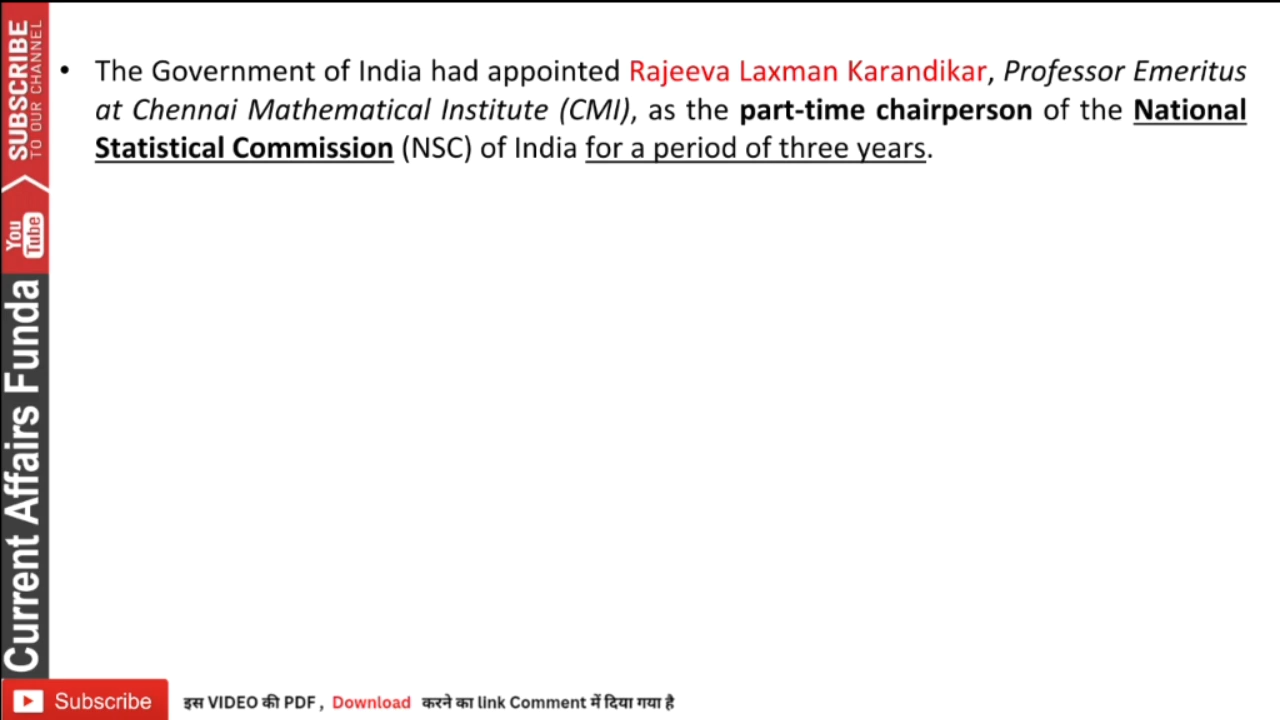 • The Government of India had appointed Rajeeva Laxman Karandikar, Professor Emeritus
at Chennai Mathematical Institute (CMI), as the part-time chairperson of the National
Statistical Commission (NSC) of India for a period of three years.
SUBSCRIBE
TO OUR CHANNEL
You
Tube
Current Affairs Funda
Subscribe
इस VIDEO की PDF , Download करने का link Comment में दिया गया है